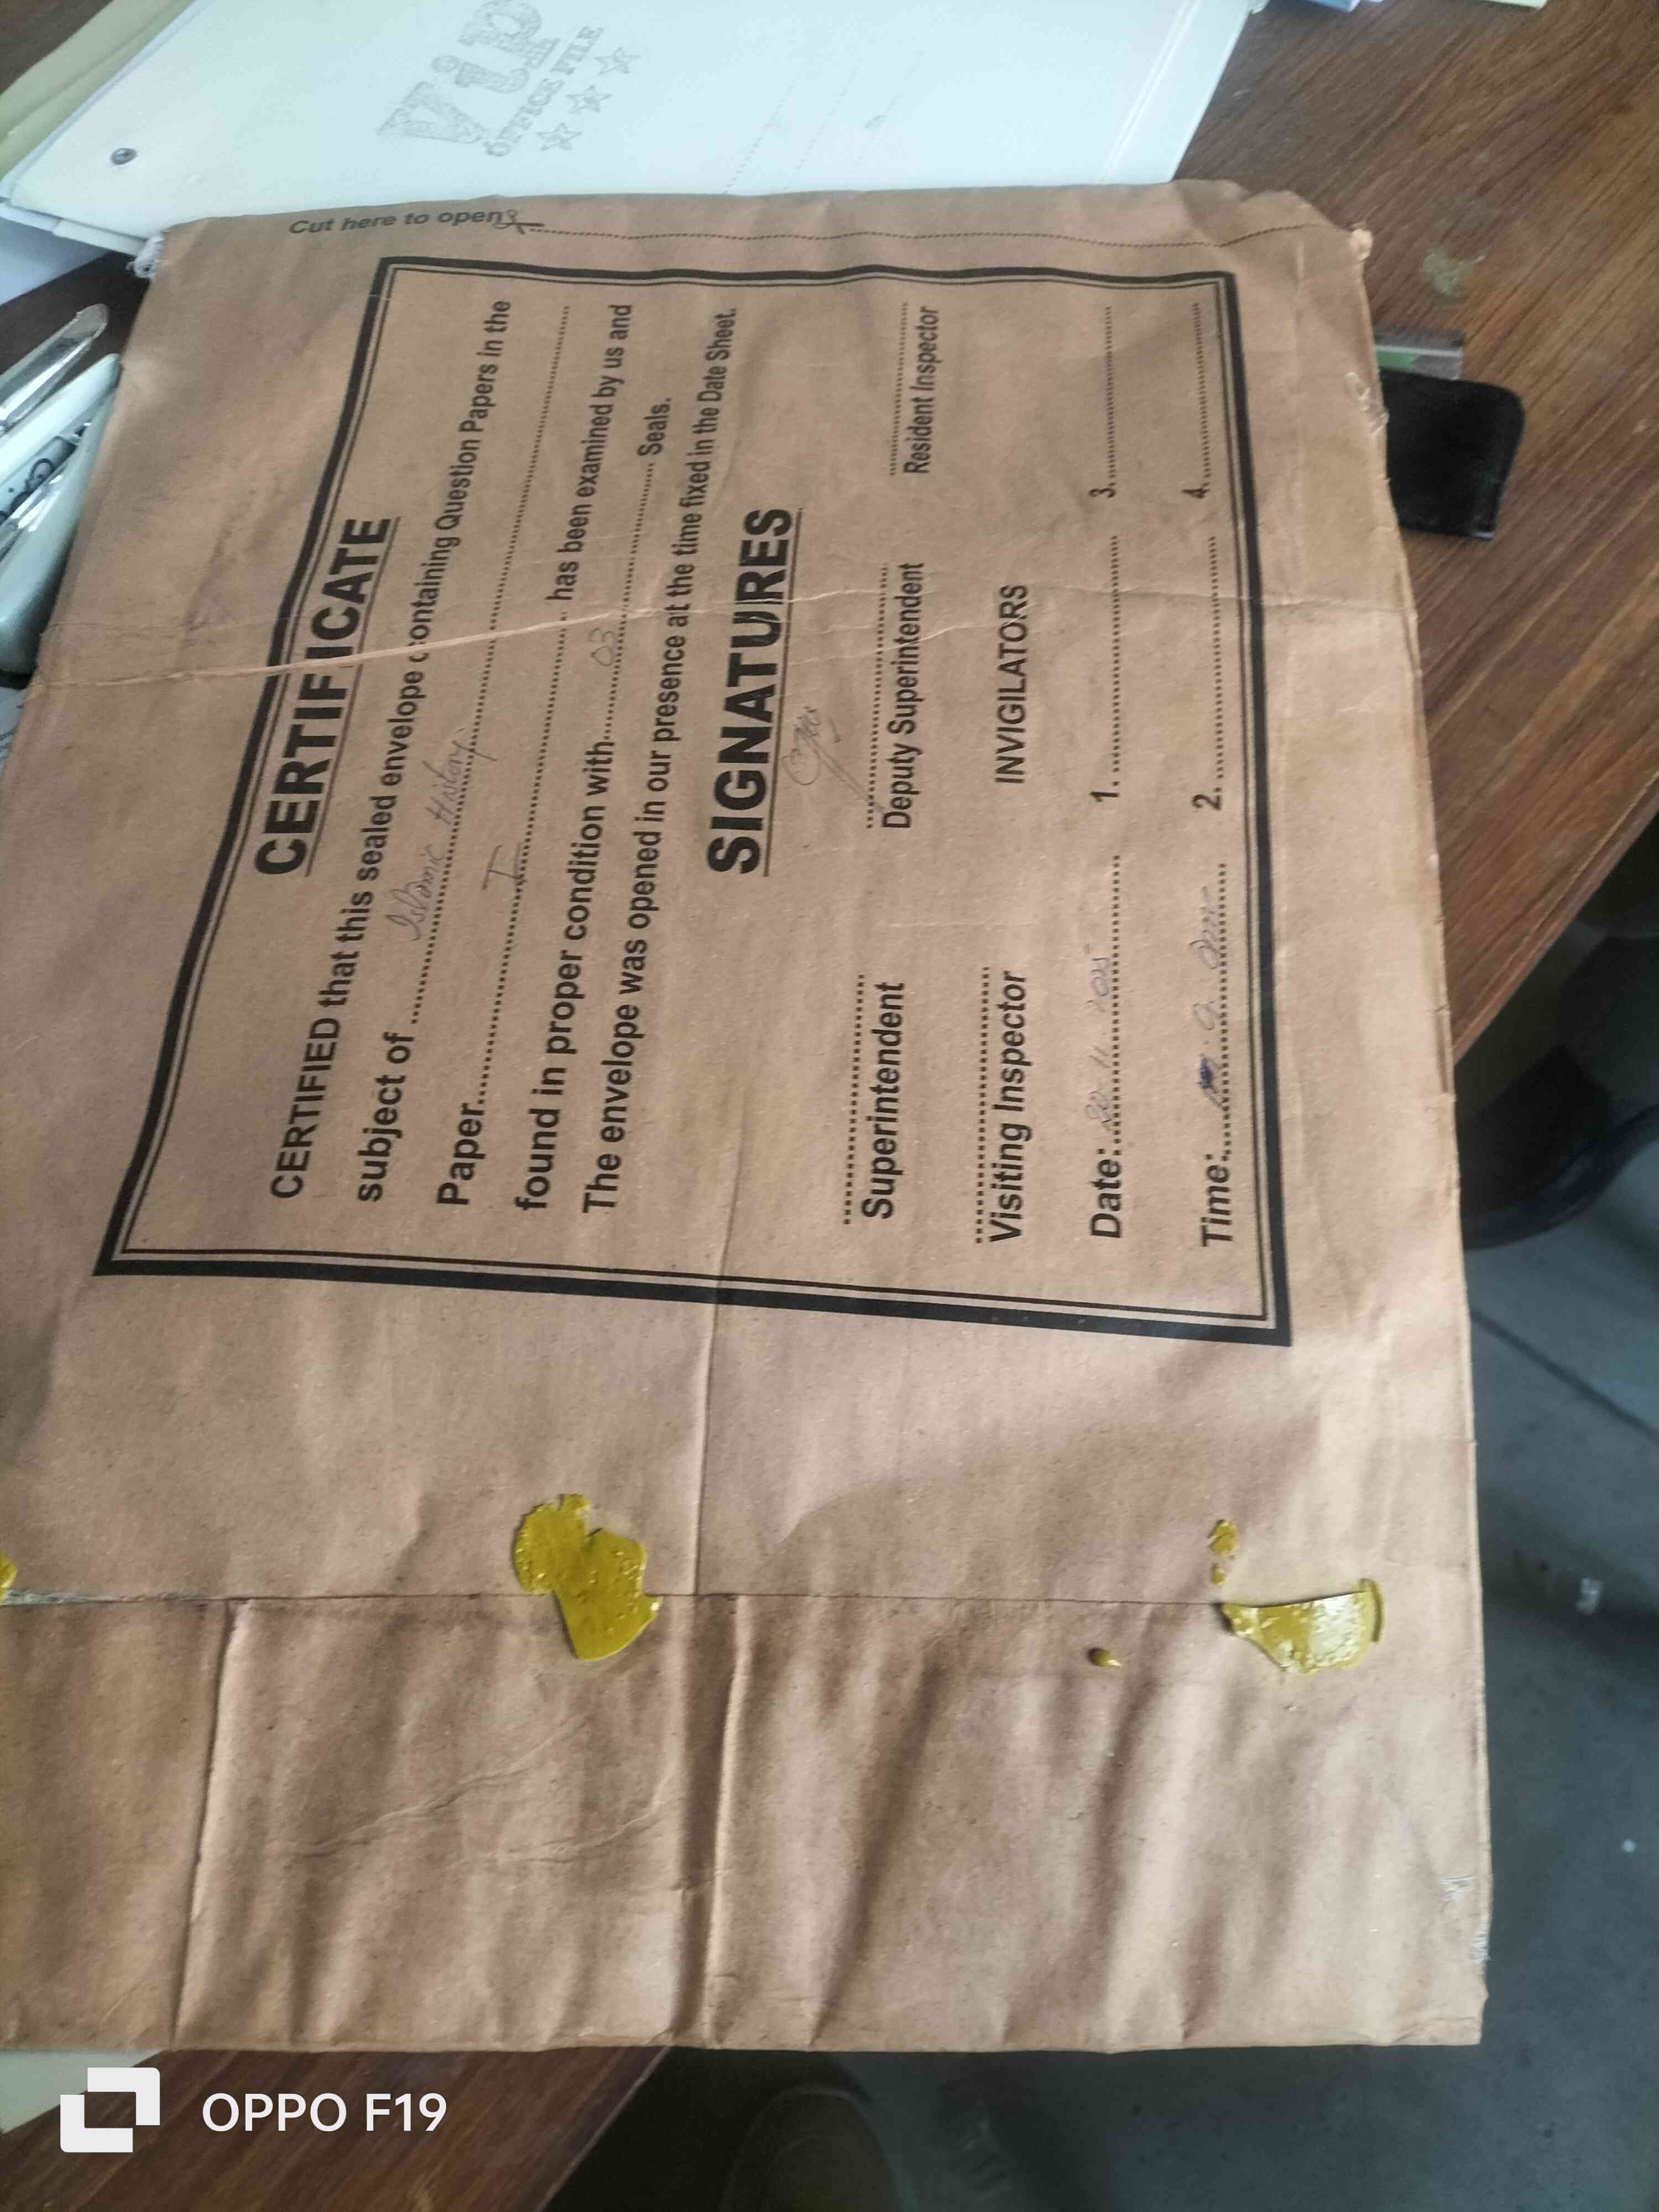 ViP
OFFICE FILE
Cut here to open
CERTIFICATE
CERTIFIED that this sealed envelope containing Question Papers in the
subject of ........ Islamic History ........
Paper........ I ........ has been examined by us and
found in proper condition with........ 03 ........ Seals.
The envelope was opened in our presence at the time fixed in the Date Sheet.
SIGNATURES
Superintendent
Deputy Superintendent
Resident Inspector
Visiting Inspector
INVIGILATORS
Date:
1.
3.
Time:
2.
4.
OPPO F19